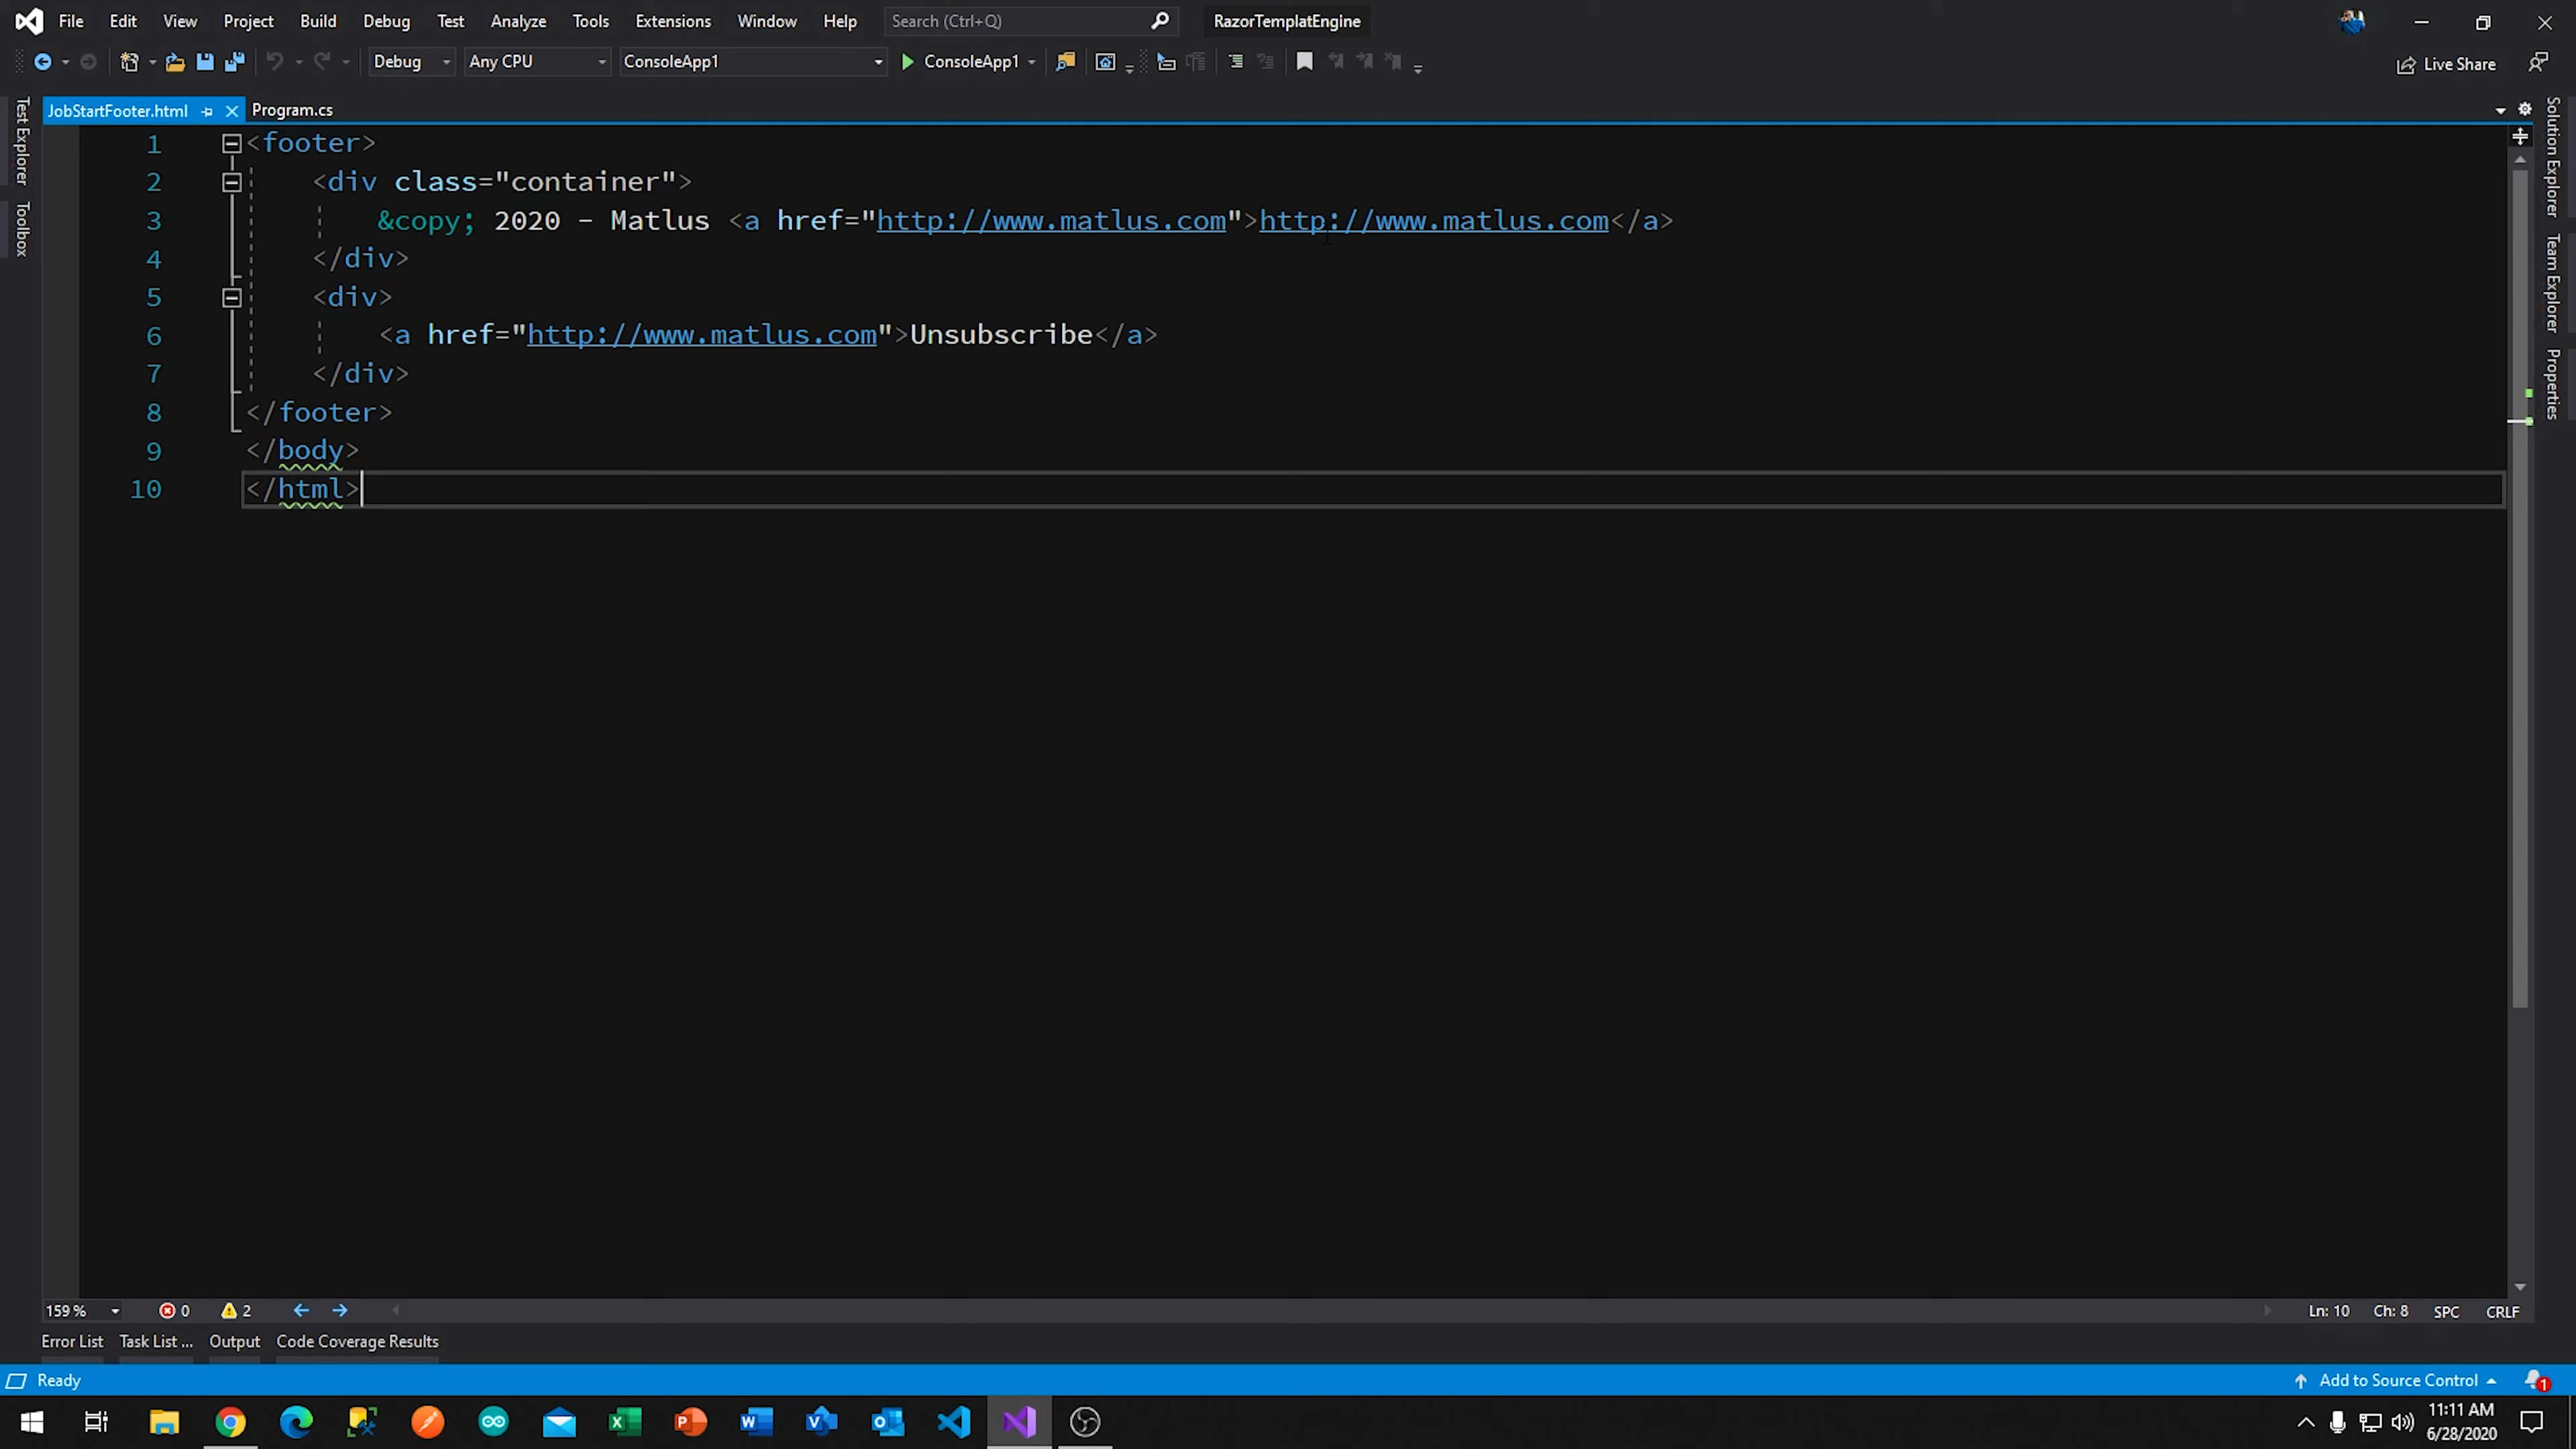 File Edit View Project Build Debug Test Analyze Tools Extensions Window Help Search (Ctrl+Q) RazorTemplatEngine
Debug Any CPU ConsoleApp1 ConsoleApp1 Live Share
JobStartFooter.html Program.cs
Test Explorer
Toolbox
Solution Explorer
Team Explorer
Properties
1 <footer>
2 <div class="container">
3 &copy; 2020 - Matlus <a href="http://www.matlus.com">http://www.matlus.com</a>
4 </div>
5 <div>
6 <a href="http://www.matlus.com">Unsubscribe</a>
7 </div>
8 </footer>
9 </body>
10 </html>
159 % 0 2 Ln: 10 Ch: 8 SPC CRLF
Error List Task List ... Output Code Coverage Results
Ready Add to Source Control 1
11:11 AM
6/28/2020